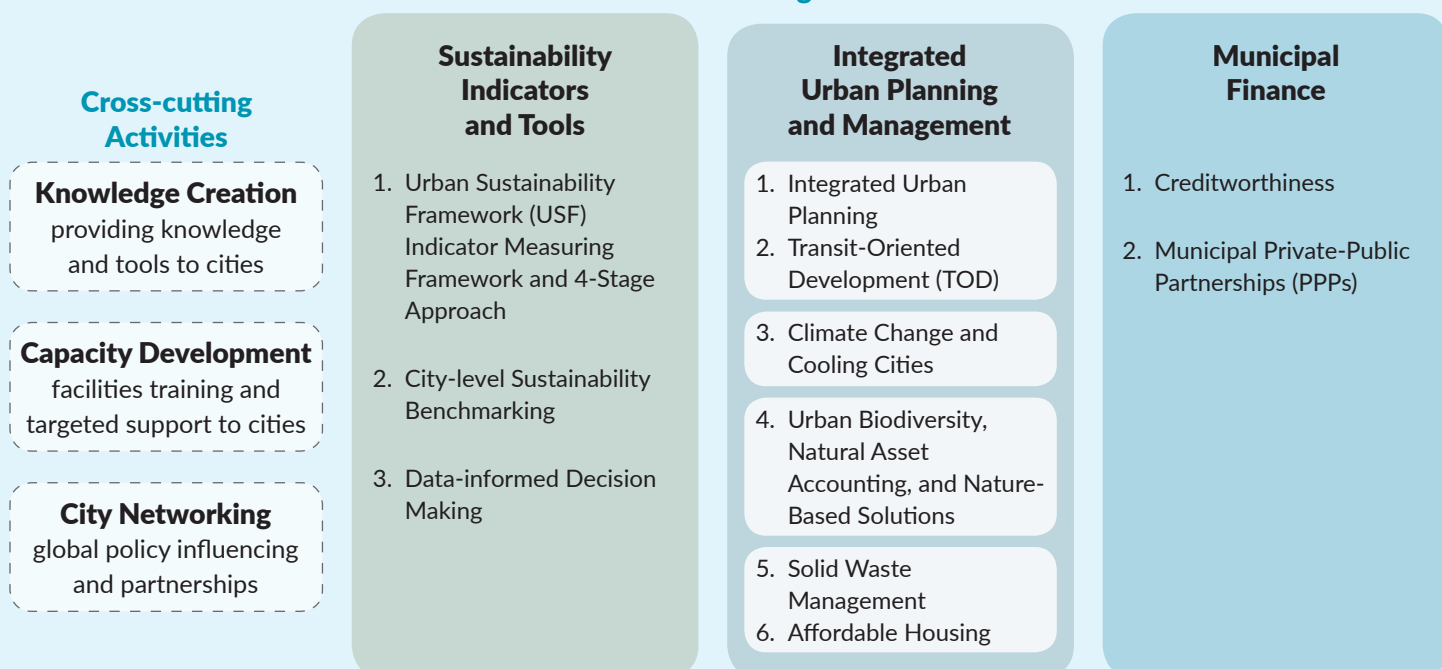 Cross-cutting
Activities
Knowledge Creation
providing knowledge
and tools to cities
Capacity Development
facilities training and
targeted support to cities
City Networking
global policy influencing
and partnerships
Sustainability
Indicators
and Tools
1. Urban Sustainability
Framework (USF)
Indicator Measuring
Framework and 4-Stage
Approach
2. City-level Sustainability
Benchmarking
3. Data-informed Decision
Making
Integrated
Urban Planning
and Management
1. Integrated Urban
Planning
2. Transit-Oriented
Development (TOD)
3. Climate Change and
Cooling Cities
4. Urban Biodiversity,
Natural Asset
Accounting, and Nature-
Based Solutions
5. Solid Waste
Management
6. Affordable Housing
Municipal
Finance
1. Creditworthiness
2. Municipal Private-Public
Partnerships (PPPs)